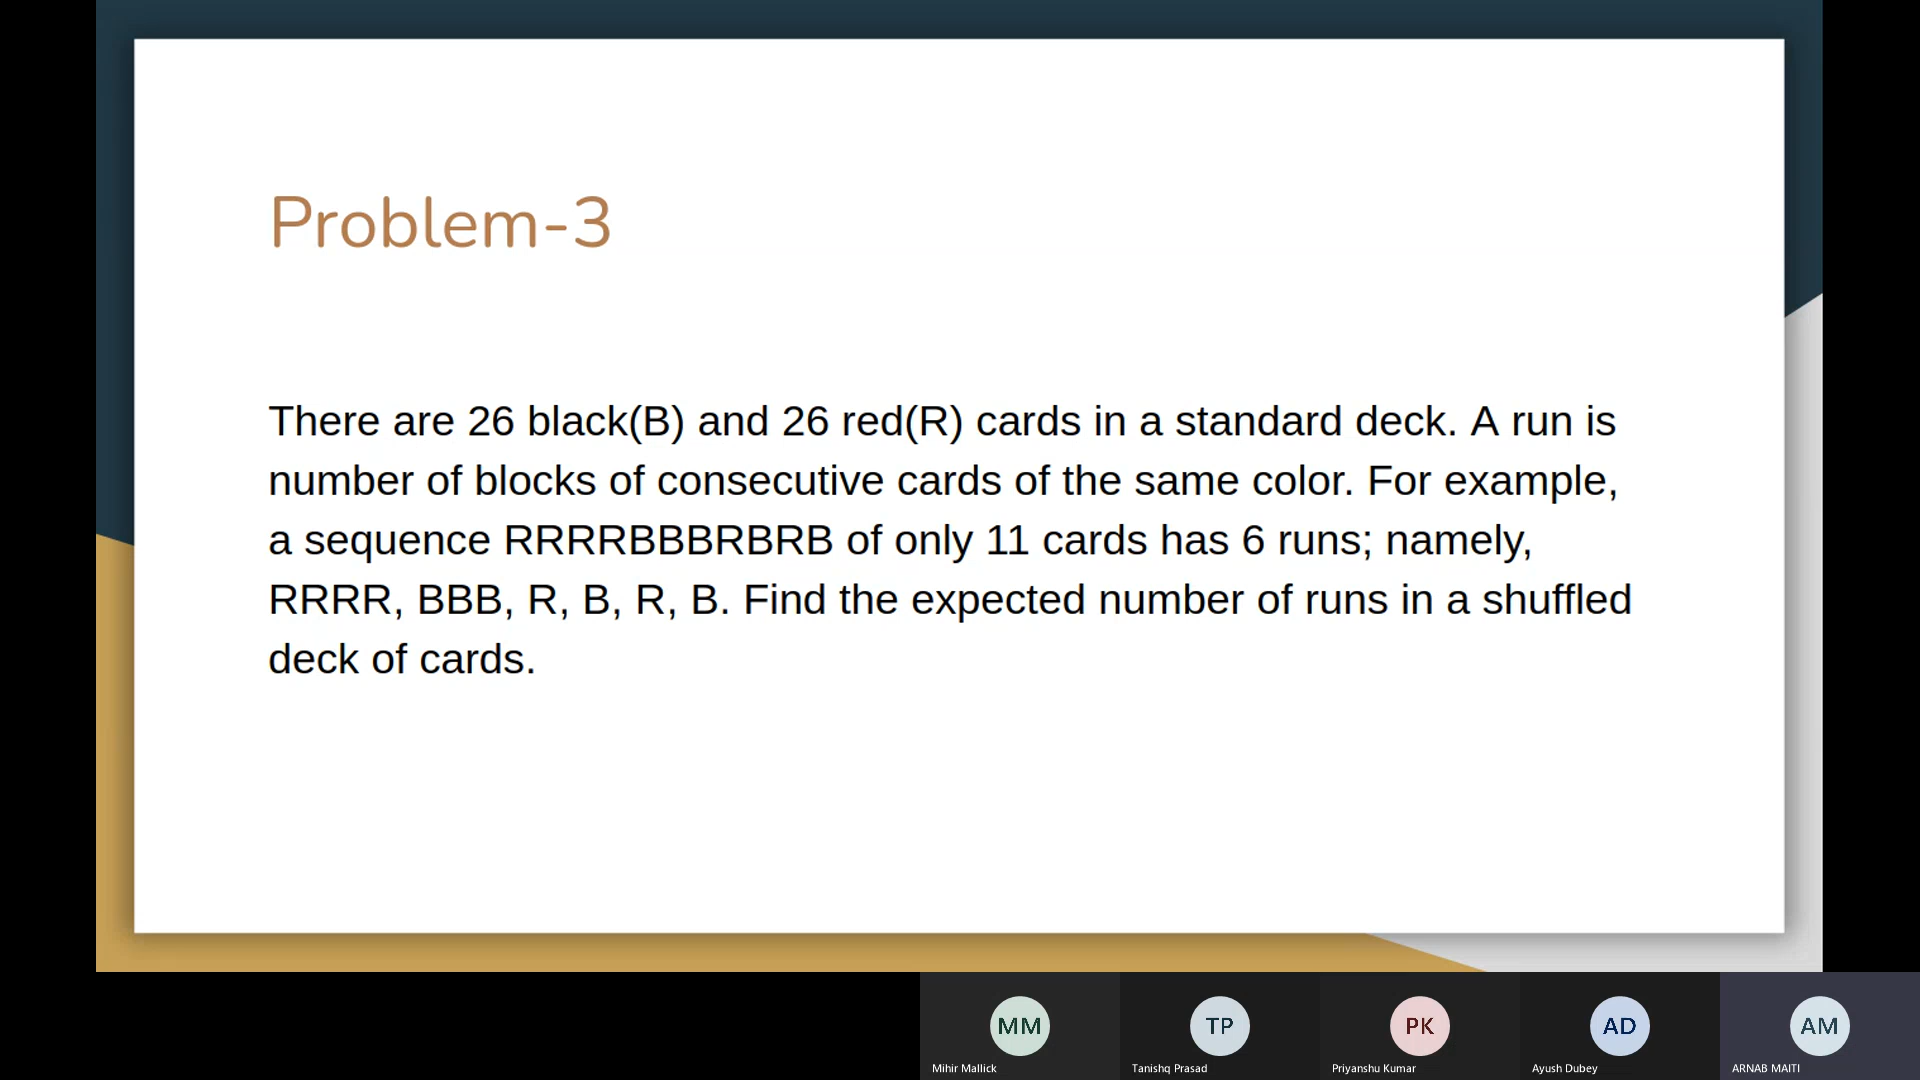 Problem-3
There are 26 black(B) and 26 red(R) cards in a standard deck. A run is
number of blocks of consecutive cards of the same color. For example,
a sequence RRRRBBBRBRB of only 11 cards has 6 runs; namely,
RRRR, BBB, R, B, R, B. Find the expected number of runs in a shuffled
deck of cards.
MM
TP
PK
AD
AM
Mihir Mallick
Tanishq Prasad
Priyanshu Kumar
Ayush Dubey
ARNAB MAITI